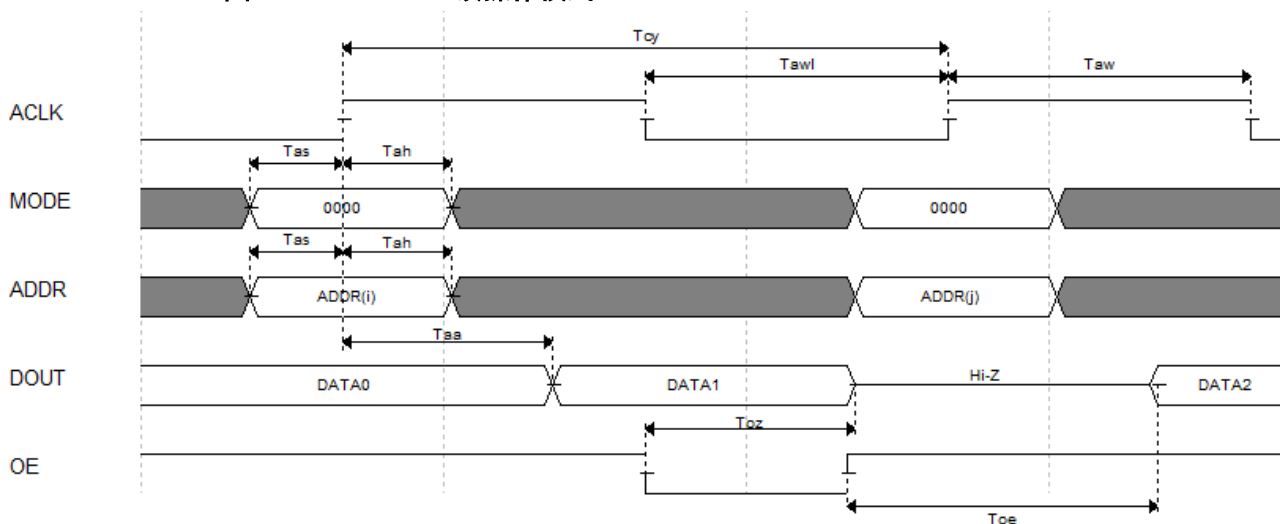 Tcy
Tawl
Taw
ACLK
Tas
Tah
MODE
0000
0000
Tas
Tah
ADDR
ADDR(i)
ADDR(j)
Taa
DOUT
DATA0
DATA1
Hi-Z
DATA2
Toz
OE
Toe